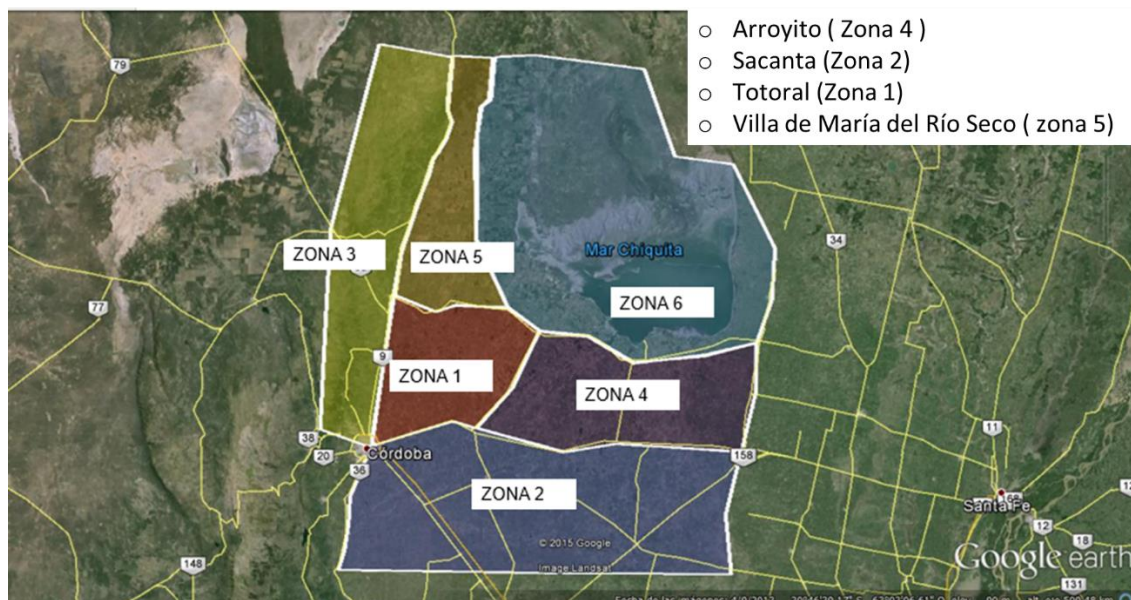 ○ Arroyito ( Zona 4 )
○ Sacanta (Zona 2)
○ Totoral (Zona 1)
○ Villa de María del Río Seco ( zona 5)
79
ZONA 3
ZONA 5
Mar Chiquita
34
77
ZONA 6
9
ZONA 1
ZONA 4
38
20
Córdoba
36
11
158
ZONA 2
68
Santa Fe
12
18
© 2015 Google
Image Landsat
148
Google earth
131